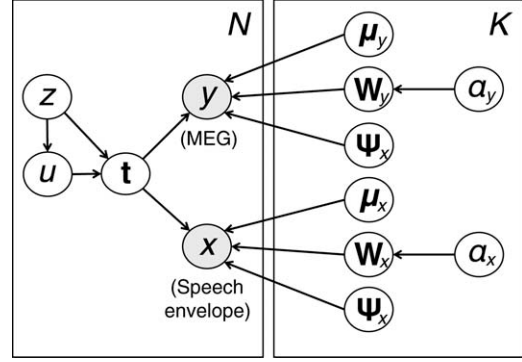 N
K
z
u
t
y
(MEG)
x
(Speech
envelope)
μy
Wy
αy
Ψx
μx
Wx
αx
Ψx